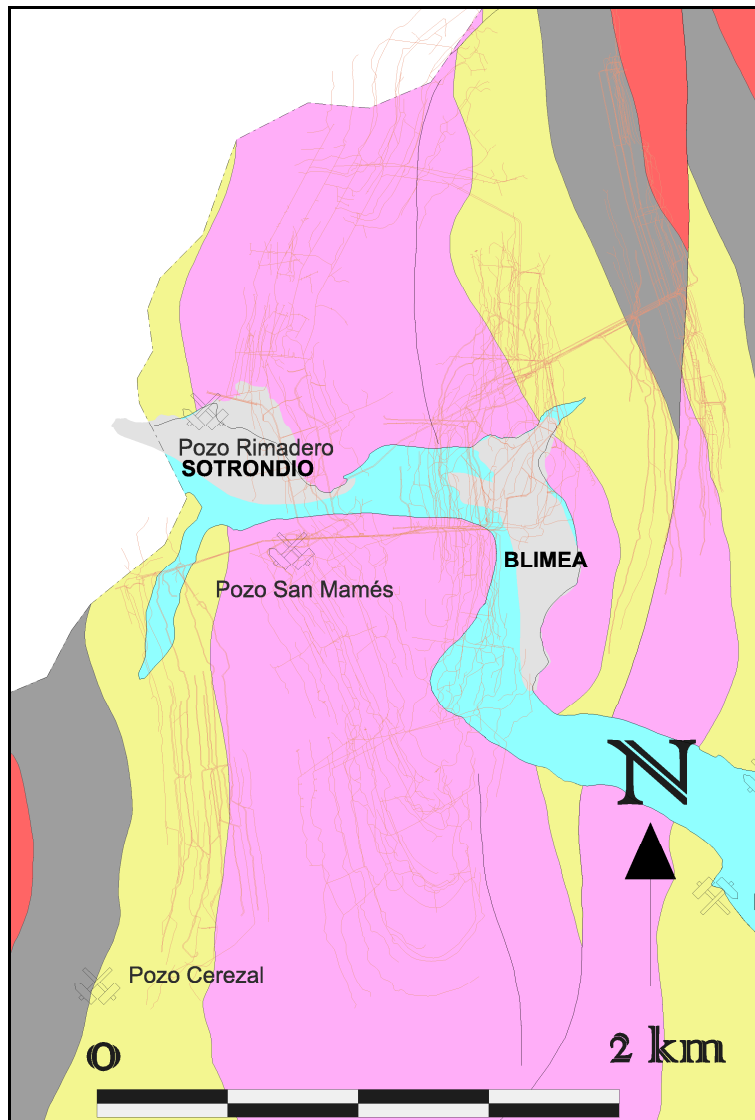 Pozo Rimadero
SOTRONDIO
BLIMEA
Pozo San Mamés
N
Pozo Cerezal
0
2 km